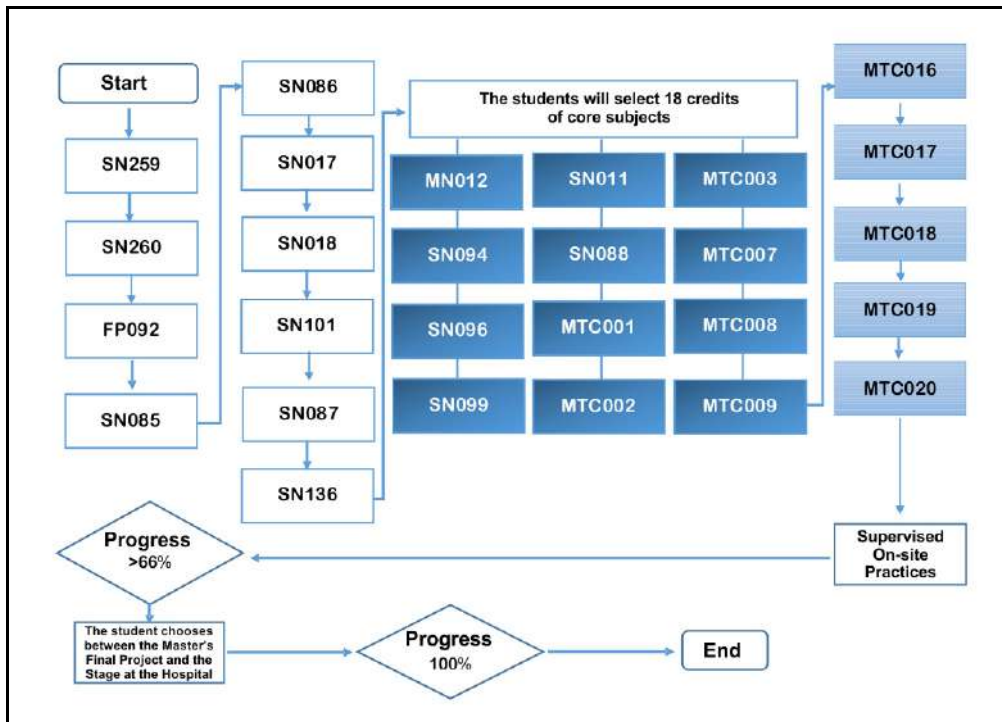 Start
SN259
SN260
FP092
SN085
SN086
SN017
SN018
SN101
SN087
SN136
The students will select 18 credits
of core subjects
MN012
SN094
SN096
SN099
SN011
SN088
MTC001
MTC002
MTC003
MTC007
MTC008
MTC009
MTC016
MTC017
MTC018
MTC019
MTC020
Supervised
On-site
Practices
Progress
>66%
The student chooses
between the Master's
Final Project and the
Stage at the Hospital
Progress
100%
End